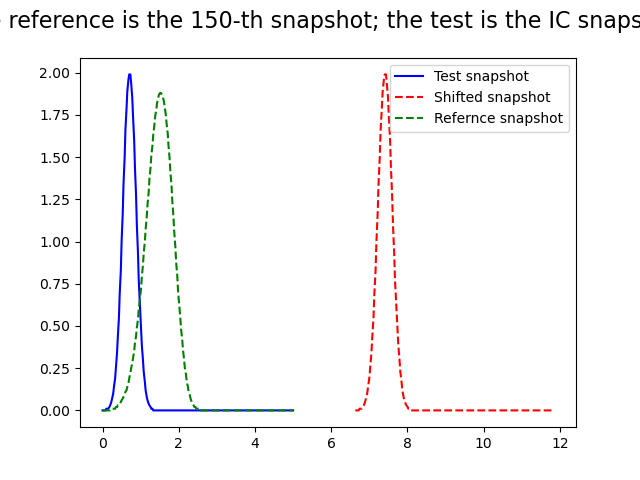 reference is the 150-th snapshot; the test is the IC snaps
Test snapshot
Shifted snapshot
Refernce snapshot
2.00
1.75
1.50
1.25
1.00
0.75
0.50
0.25
0.00
0 2 4 6 8 10 12